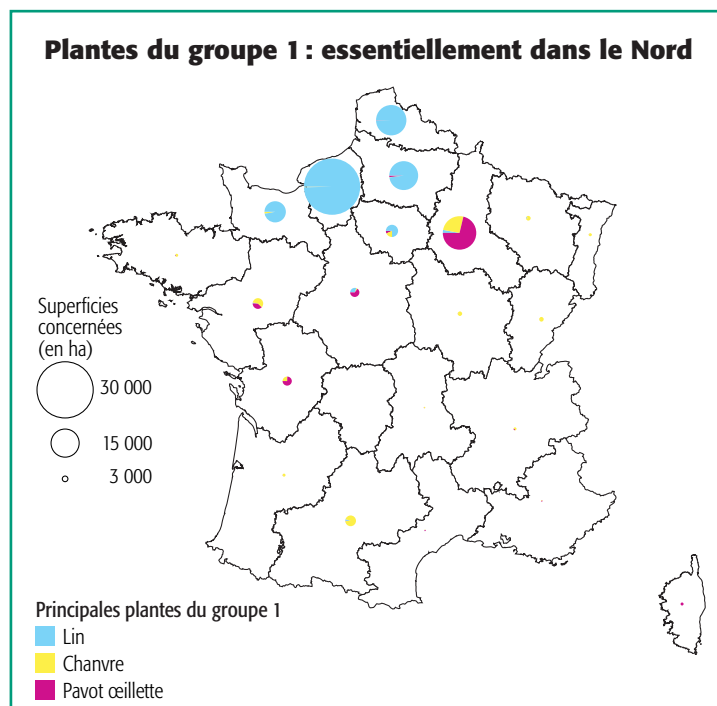 Plantes du groupe 1 : essentiellement dans le Nord
Superficies
concernées
(en ha)
30 000
15 000
3 000
Principales plantes du groupe 1
Lin
Chanvre
Pavot œillette